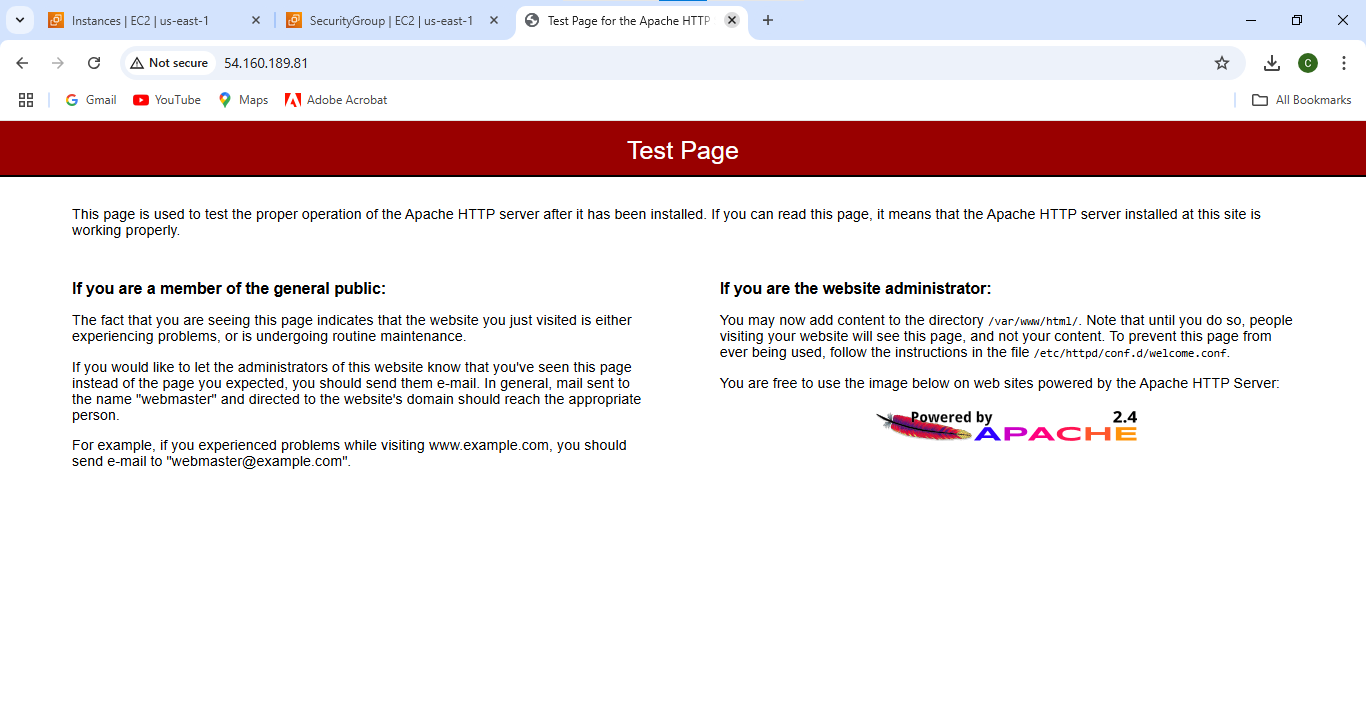 Instances | EC2 | us-east-1
SecurityGroup | EC2 | us-east-1
Test Page for the Apache HTTP
Not secure
54.160.189.81
C
Gmail
YouTube
Maps
Adobe Acrobat
All Bookmarks
Test Page
This page is used to test the proper operation of the Apache HTTP server after it has been installed. If you can read this page, it means that the Apache HTTP server installed at this site is
working properly.
If you are a member of the general public:
The fact that you are seeing this page indicates that the website you just visited is either
experiencing problems, or is undergoing routine maintenance.
If you would like to let the administrators of this website know that you've seen this page
instead of the page you expected, you should send them e-mail. In general, mail sent to
the name "webmaster" and directed to the website's domain should reach the appropriate
person.
For example, if you experienced problems while visiting www.example.com, you should
send e-mail to "webmaster@example.com".
If you are the website administrator:
You may now add content to the directory /var/www/html/. Note that until you do so, people
visiting your website will see this page, and not your content. To prevent this page from
ever being used, follow the instructions in the file /etc/httpd/conf.d/welcome.conf.
You are free to use the image below on web sites powered by the Apache HTTP Server:
Powered by 2.4
APACHE